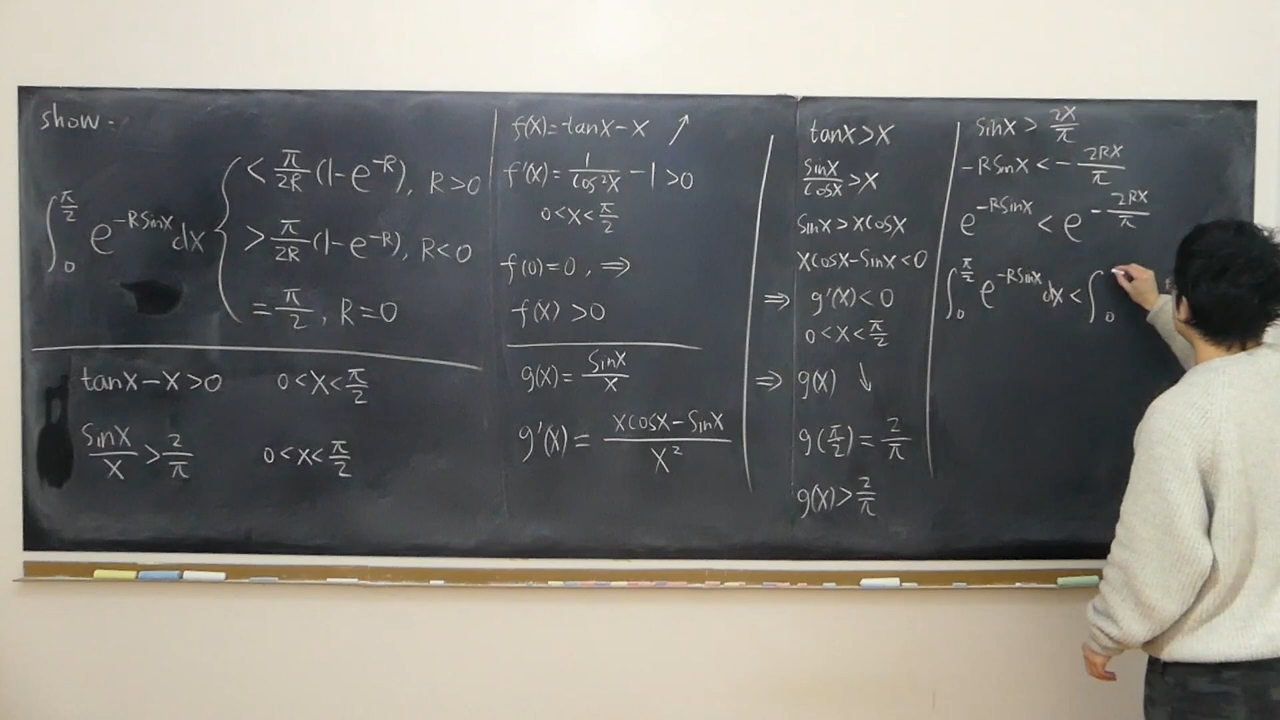 show.
∫₀^{π/2} e^{-RSinX} dx { < π/2R (1-e^{-R}), R>0
> π/2R (1-e^{-R}), R<0
= π/2, R=0
tanX-X>0 0<X<π/2
SinX/X > 2/π 0<X<π/2
f(X)=tanX-X ↗
f'(X)= 1/Cos²X -1>0
0<X<π/2
f(0)=0, ⇒
f(X)>0
g(X)= SinX/X
g'(X)= (XCosX-SinX)/X²
tanX>X
SinX/CosX >X
SinX>XCosX
XCosX-SinX<0
⇒ g'(X)<0
0<X<π/2
⇒ g(X) ↓
g(π/2)= 2/π
g(X)> 2/π
SinX> 2X/π
-RSinX<- 2RX/π
e^{-RSinX} < e^{-2RX/π}
∫₀^{π/2} e^{-RSinX} dx < ∫₀